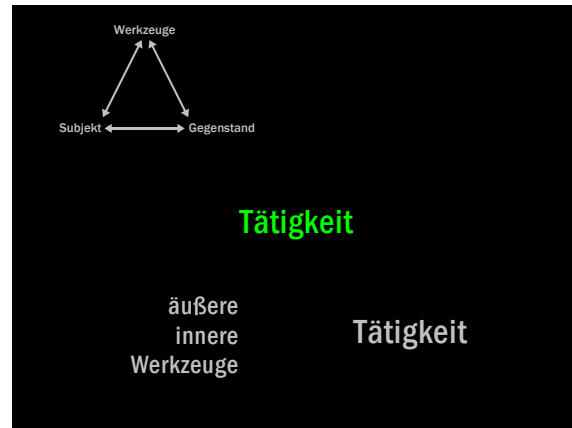 Werkzeuge
Subjekt Gegenstand
Tätigkeit
äußere
innere
Werkzeuge
Tätigkeit